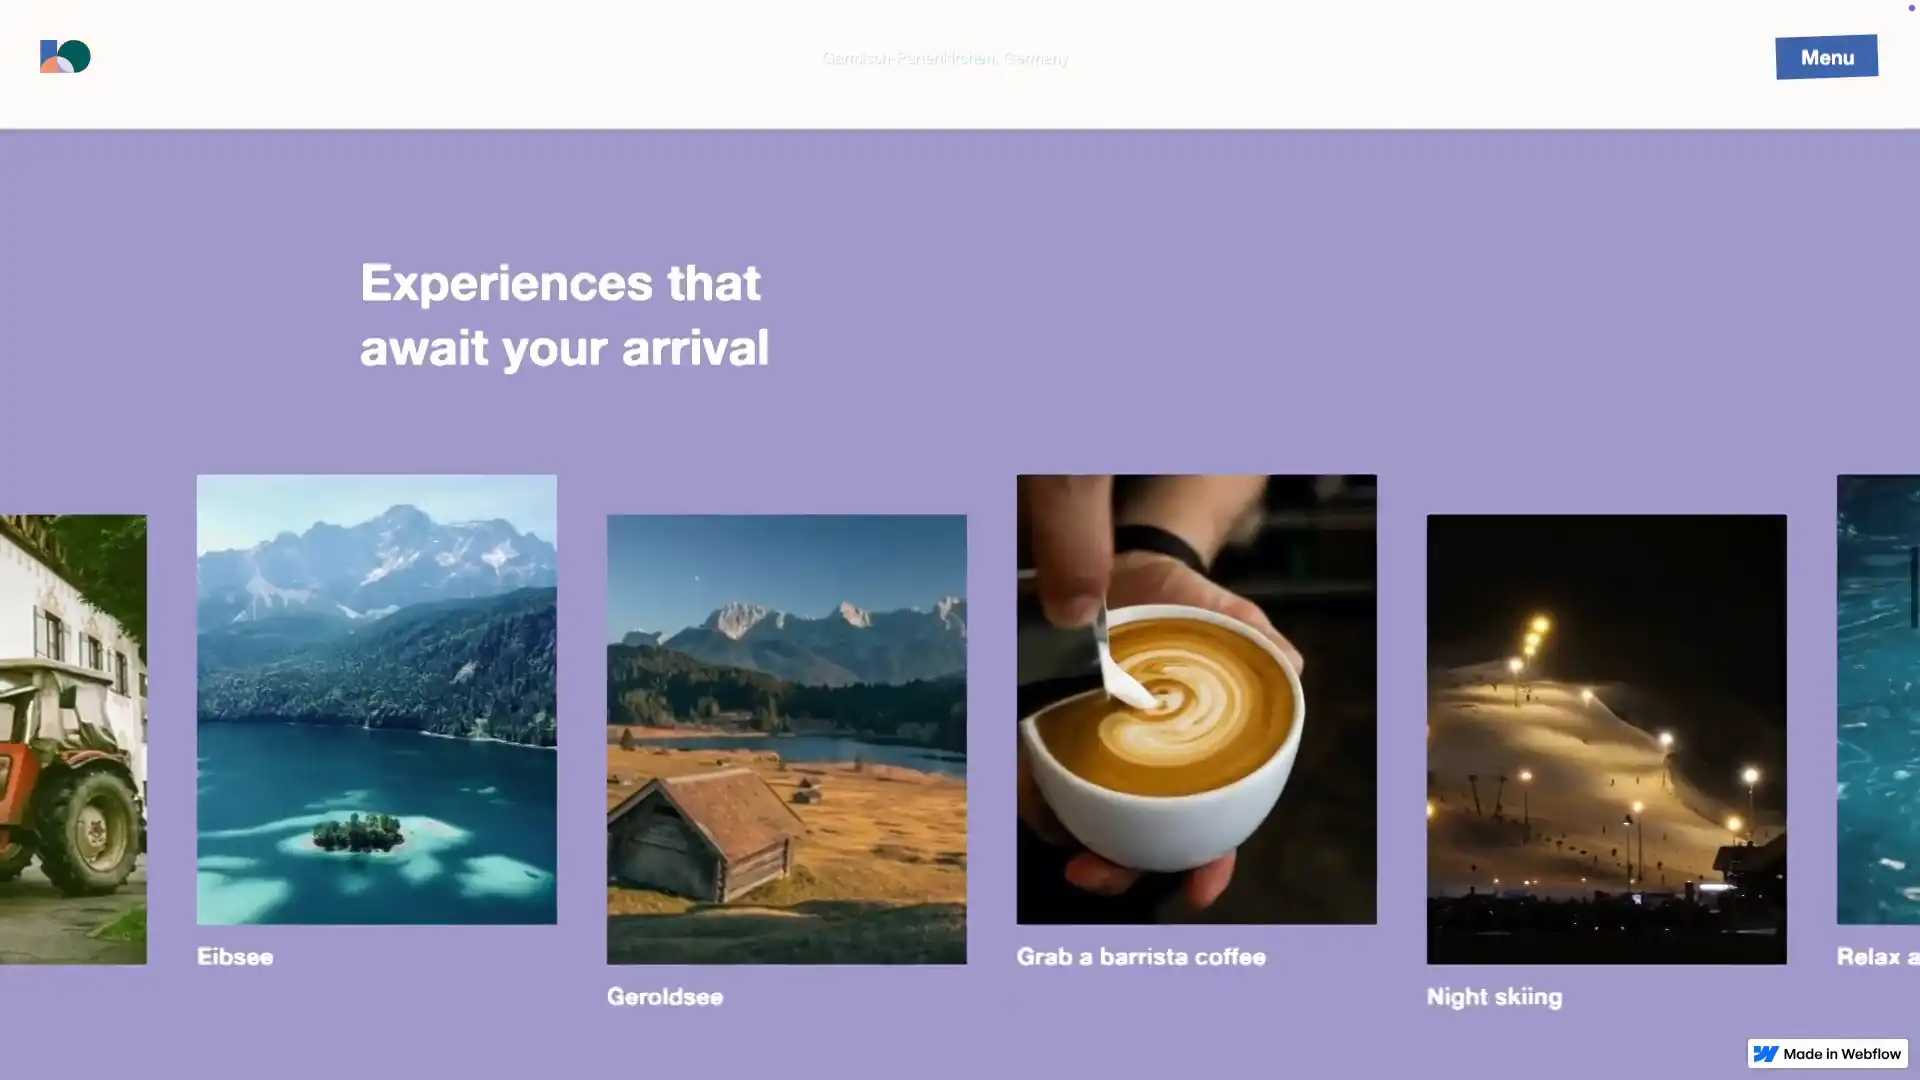 Garmisch-Partenkirchen, Germany
Menu
Experiences that
await your arrival
Eibsee
Geroldsee
Grab a barrista coffee
Night skiing
Relax a
Made in Webflow